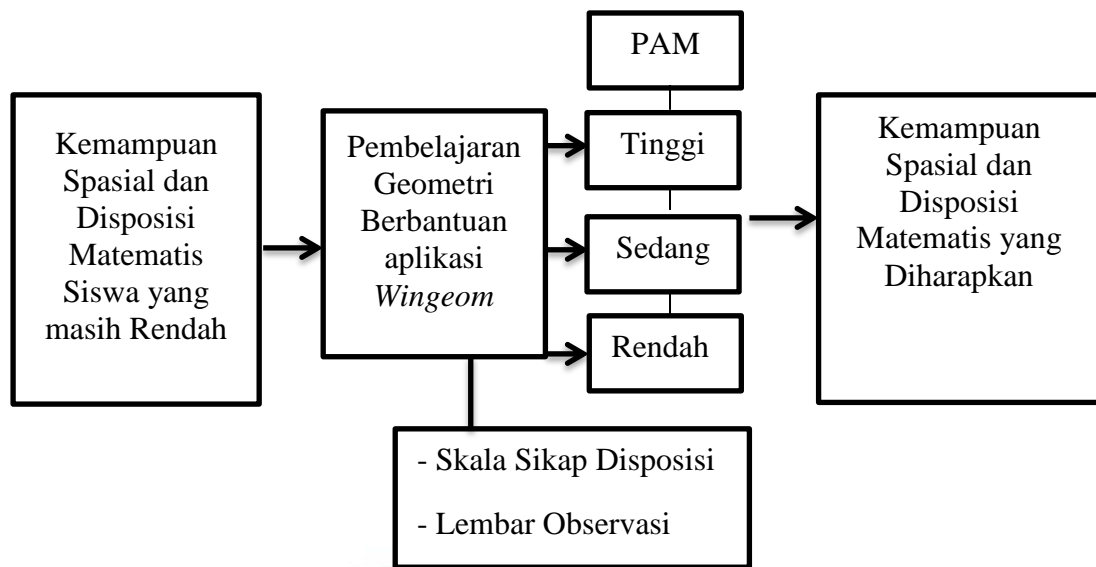 Kemampuan
Spasial dan
Disposisi
Matematis
Siswa yang
masih Rendah
Pembelajaran
Geometri
Berbantuan
aplikasi
Wingeom
PAM
Tinggi
Sedang
Rendah
Kemampuan
Spasial dan
Disposisi
Matematis yang
Diharapkan
- Skala Sikap Disposisi
- Lembar Observasi